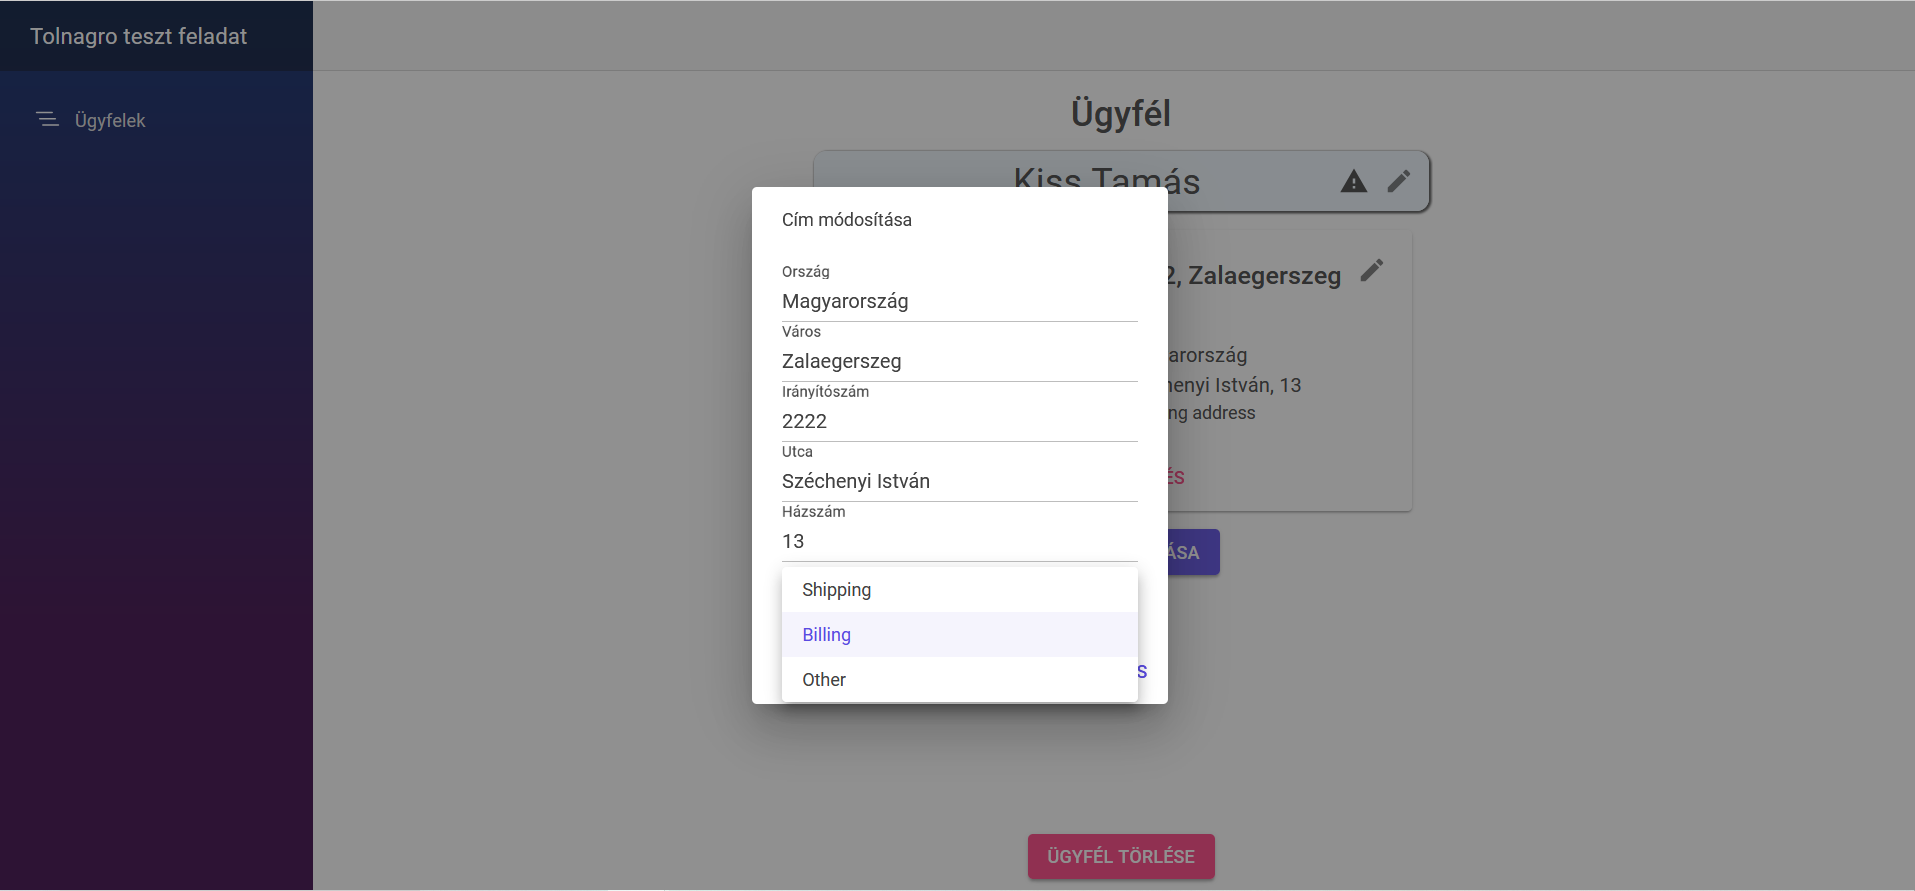 Tolnagro teszt feladat
Ügyfelek
Ügyfél
Kiss Tamás
Cím módosítása
Ország
Magyarország
Város
Zalaegerszeg
Irányítószám
2222
Utca
Széchenyi István
Házszám
13
Shipping
Billing
Other
S
2, Zalaegerszeg
arország
henyi István, 13
ng address
ÉS
ÁSA
ÜGYFÉL TÖRLÉSE